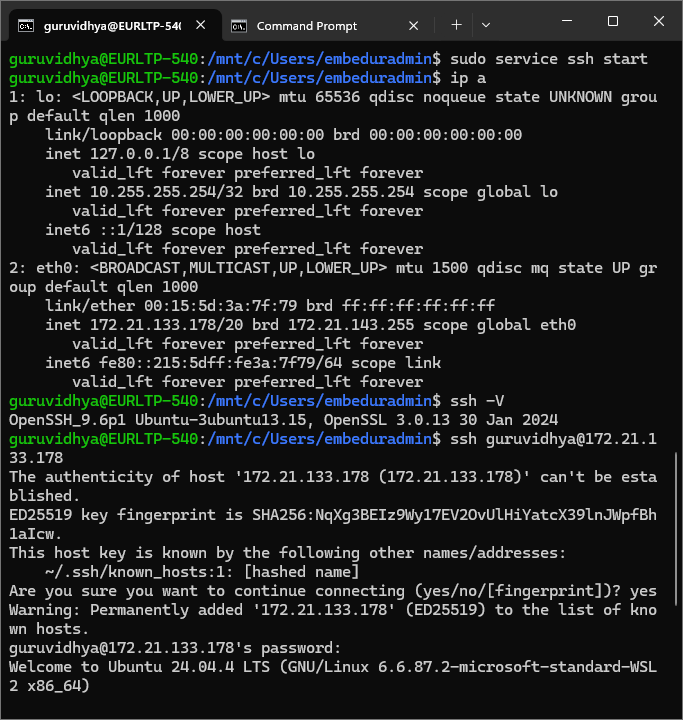 guruvidhya@EURLTP-540
Command Prompt
guruvidhya@EURLTP-540:/mnt/c/Users/embeduradmin$ sudo service ssh start
guruvidhya@EURLTP-540:/mnt/c/Users/embeduradmin$ ip a
1: lo: <LOOPBACK,UP,LOWER_UP> mtu 65536 qdisc noqueue state UNKNOWN grou
p default qlen 1000
    link/loopback 00:00:00:00:00:00 brd 00:00:00:00:00:00
    inet 127.0.0.1/8 scope host lo
       valid_lft forever preferred_lft forever
    inet 10.255.255.254/32 brd 10.255.255.254 scope global lo
       valid_lft forever preferred_lft forever
    inet6 ::1/128 scope host
       valid_lft forever preferred_lft forever
2: eth0: <BROADCAST,MULTICAST,UP,LOWER_UP> mtu 1500 qdisc mq state UP gr
oup default qlen 1000
    link/ether 00:15:5d:3a:7f:79 brd ff:ff:ff:ff:ff:ff
    inet 172.21.133.178/20 brd 172.21.143.255 scope global eth0
       valid_lft forever preferred_lft forever
    inet6 fe80::215:5dff:fe3a:7f79/64 scope link
       valid_lft forever preferred_lft forever
guruvidhya@EURLTP-540:/mnt/c/Users/embeduradmin$ ssh -V
OpenSSH_9.6p1 Ubuntu-3ubuntu13.15, OpenSSL 3.0.13 30 Jan 2024
guruvidhya@EURLTP-540:/mnt/c/Users/embeduradmin$ ssh guruvidhya@172.21.1
33.178
The authenticity of host '172.21.133.178 (172.21.133.178)' can't be esta
blished.
ED25519 key fingerprint is SHA256:NqXg3BEIz9Wy17EV2OvUlHiYatcX39lnJWpfBh
1aIcw.
This host key is known by the following other names/addresses:
    ~/.ssh/known_hosts:1: [hashed name]
Are you sure you want to continue connecting (yes/no/[fingerprint])? yes
Warning: Permanently added '172.21.133.178' (ED25519) to the list of kno
wn hosts.
guruvidhya@172.21.133.178's password:
Welcome to Ubuntu 24.04.4 LTS (GNU/Linux 6.6.87.2-microsoft-standard-WSL
2 x86_64)